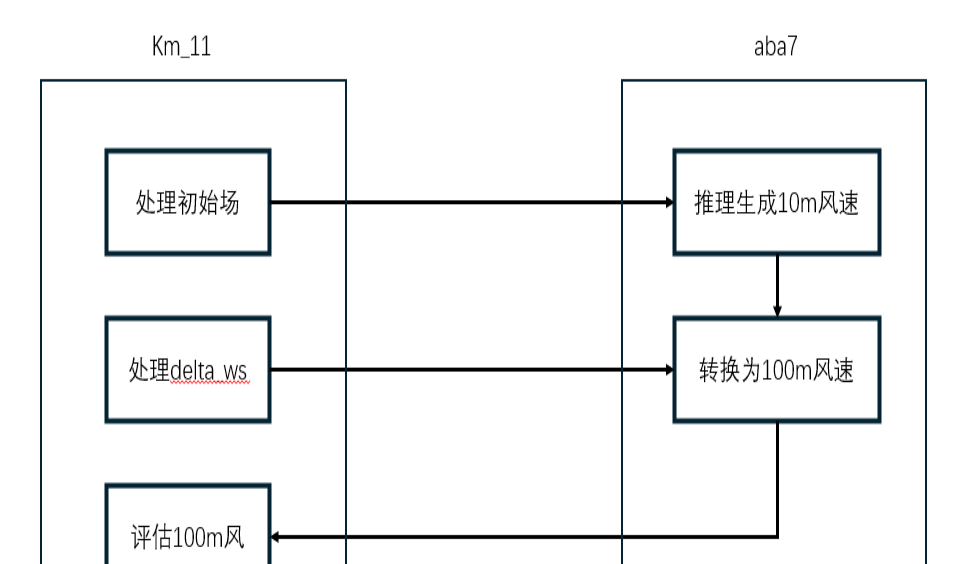 Km_11
aba7
处理初始场
推理生成10m风速
处理delta_ws
转换为100m风速
评估100m风